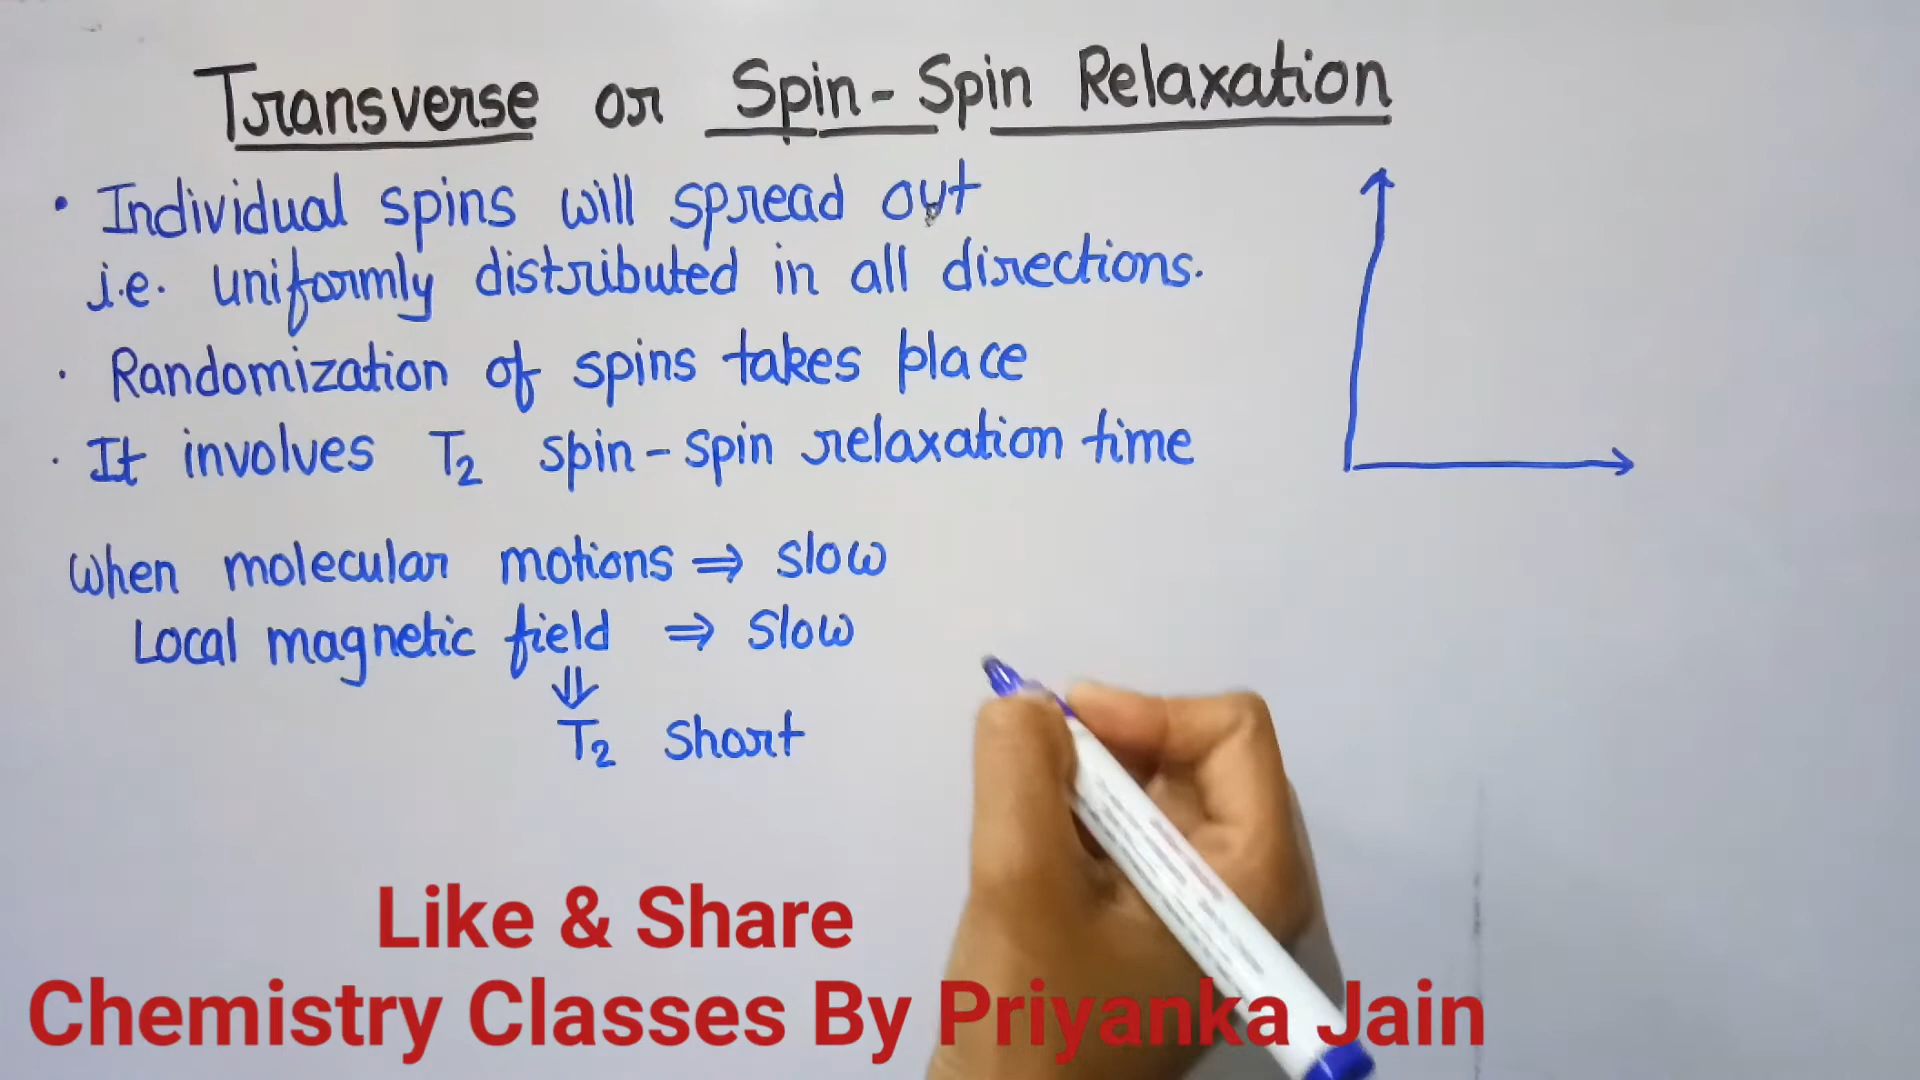 Transverse or Spin-Spin Relaxation
• Individual spins will spread out
i.e. uniformly distributed in all directions.
• Randomization of spins takes place
• It involves T₂ spin-spin relaxation time
When molecular motions ⇒ slow
Local magnetic field ⇒ slow
⇓
T₂ short
Like & Share
Chemistry Classes By Priyanka Jain